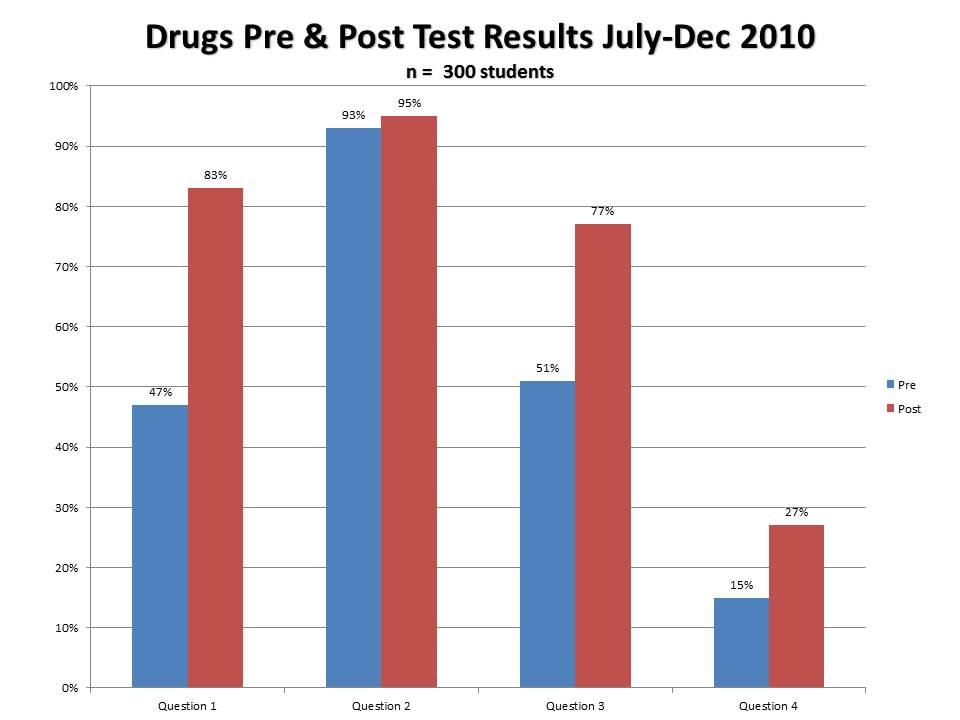 Drugs Pre & Post Test Results July-Dec 2010
n = 300 students
100%
90%
80%
70%
60%
50%
40%
30%
20%
10%
0%
47%
83%
93%
95%
51%
77%
15%
27%
Question 1
Question 2
Question 3
Question 4
Pre
Post